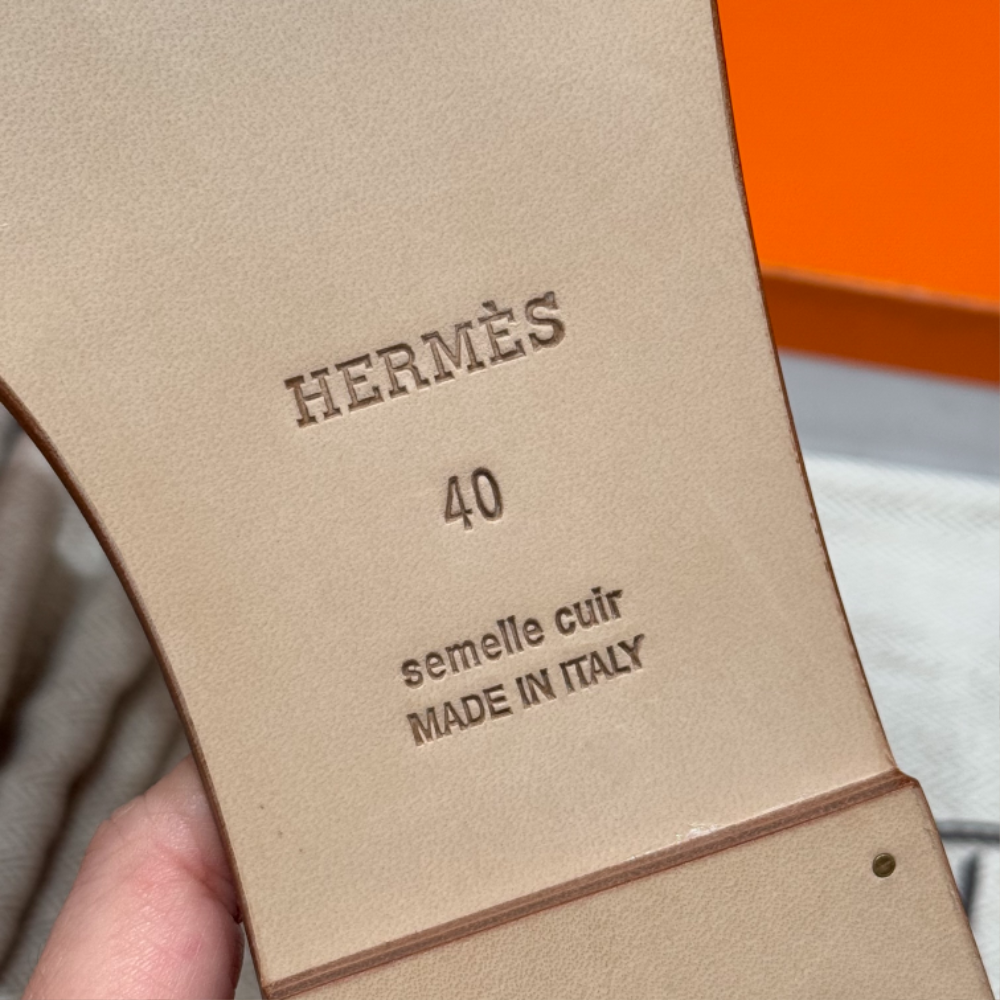 HERMÈS
40
semelle cuir
MADE IN ITALY